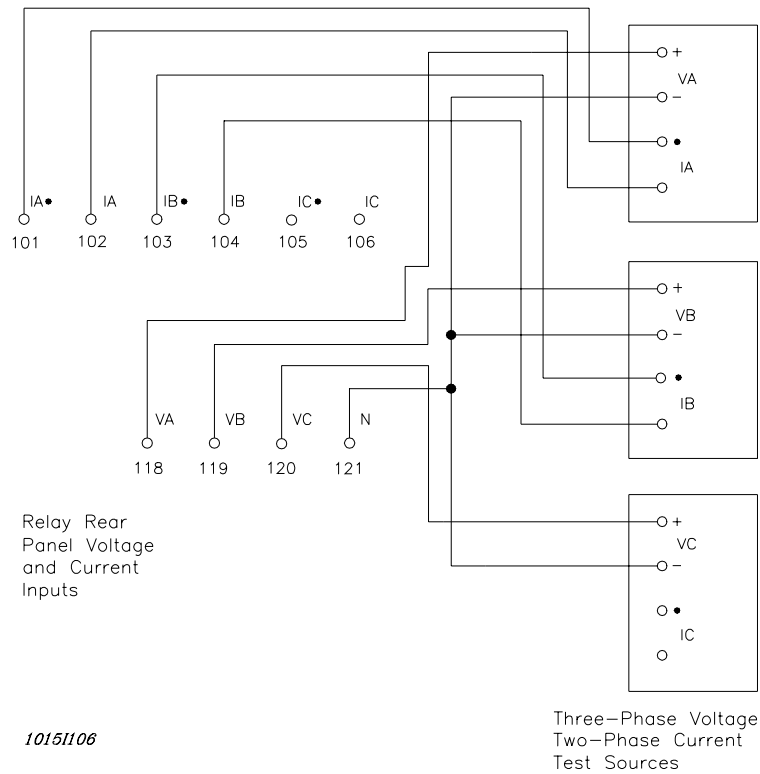 +
VA
−
•
IA
IA• IA IB• IB IC• IC
101 102 103 104 105 106
+
VB
−
•
IB
VA VB VC N
118 119 120 121
Relay Rear
Panel Voltage
and Current
Inputs
+
VC
−
•
IC
Three−Phase Voltage
Two−Phase Current
Test Sources
1015I106